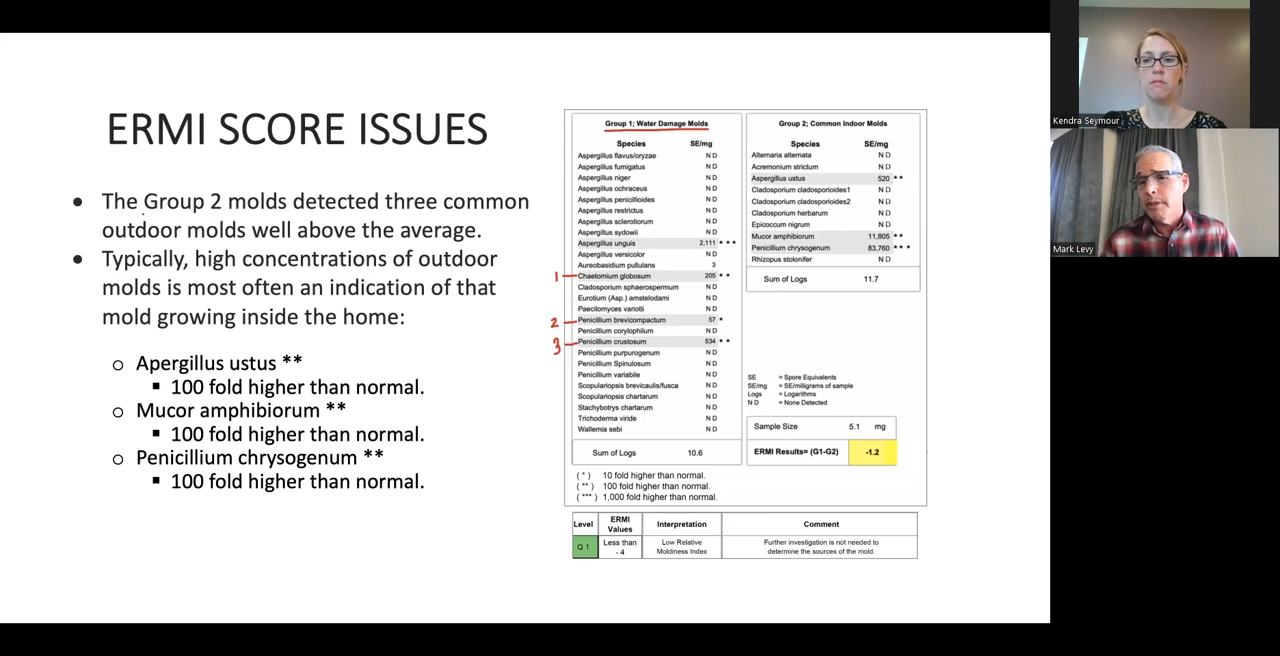 ERMI SCORE ISSUES
● The Group 2 molds detected three common
outdoor molds well above the average.
● Typically, high concentrations of outdoor
molds is most often an indication of that
mold growing inside the home:
o Apergillus ustus **
▪ 100 fold higher than normal.
o Mucor amphibiorum **
▪ 100 fold higher than normal.
o Penicillium chrysogenum **
▪ 100 fold higher than normal.
Group 1; Water Damage Molds
Species SE/mg
Aspergillus flavus/oryzae N D
Aspergillus fumigatus N D
Aspergillus niger N D
Aspergillus ochraceus N D
Aspergillus penicillioides N D
Aspergillus restrictus N D
Aspergillus sclerotiorum N D
Aspergillus sydowii N D
Aspergillus unguis 2,111 * * *
Aspergillus versicolor N D
Aureobasidium pullulans 3
1 Chaetomium globosum 205 * *
Cladosporium sphaerospermum N D
Eurotium (Asp.) amstelodami N D
Paecilomyces variotii N D
2 Penicillium brevicompactum 57 *
Penicillium corylophilum N D
3 Penicillium crustosum 534 * *
Penicillium purpurogenum N D
Penicillium Spinulosum N D
Penicillium variabile N D
Scopulariopsis brevicaulis/fusca N D
Scopulariopsis chartarum N D
Stachybotrys chartarum N D
Trichoderma viride N D
Wallemia sebi N D
Sum of Logs 10.6
Group 2; Common Indoor Molds
Species SE/mg
Alternaria alternata N D
Acremonium strictum N D
Aspergillus ustus 520 * *
Cladosporium cladosporioides1 N D
Cladosporium cladosporioides2 N D
Cladosporium herbarum N D
Epicoccum nigrum N D
Mucor amphibiorum 11,805 * *
Penicillium chrysogenum 83,760 * * *
Rhizopus stolonifer N D
Sum of Logs 11.7
SE = Spore Equivalents
SE/mg = SE/milligrams of sample
Logs = Logarithms
N D = None Detected
Sample Size 5.1 mg
ERMI Results= (G1-G2) -1.2
( * ) 10 fold higher than normal.
( ** ) 100 fold higher than normal.
( *** ) 1,000 fold higher than normal.
Level ERMI Values Interpretation Comment
Q 1 Less than - 4 Low Relative Moldiness Index Further investigation is not needed to determine the sources of the mold.
Kendra Seymour
Mark Levy